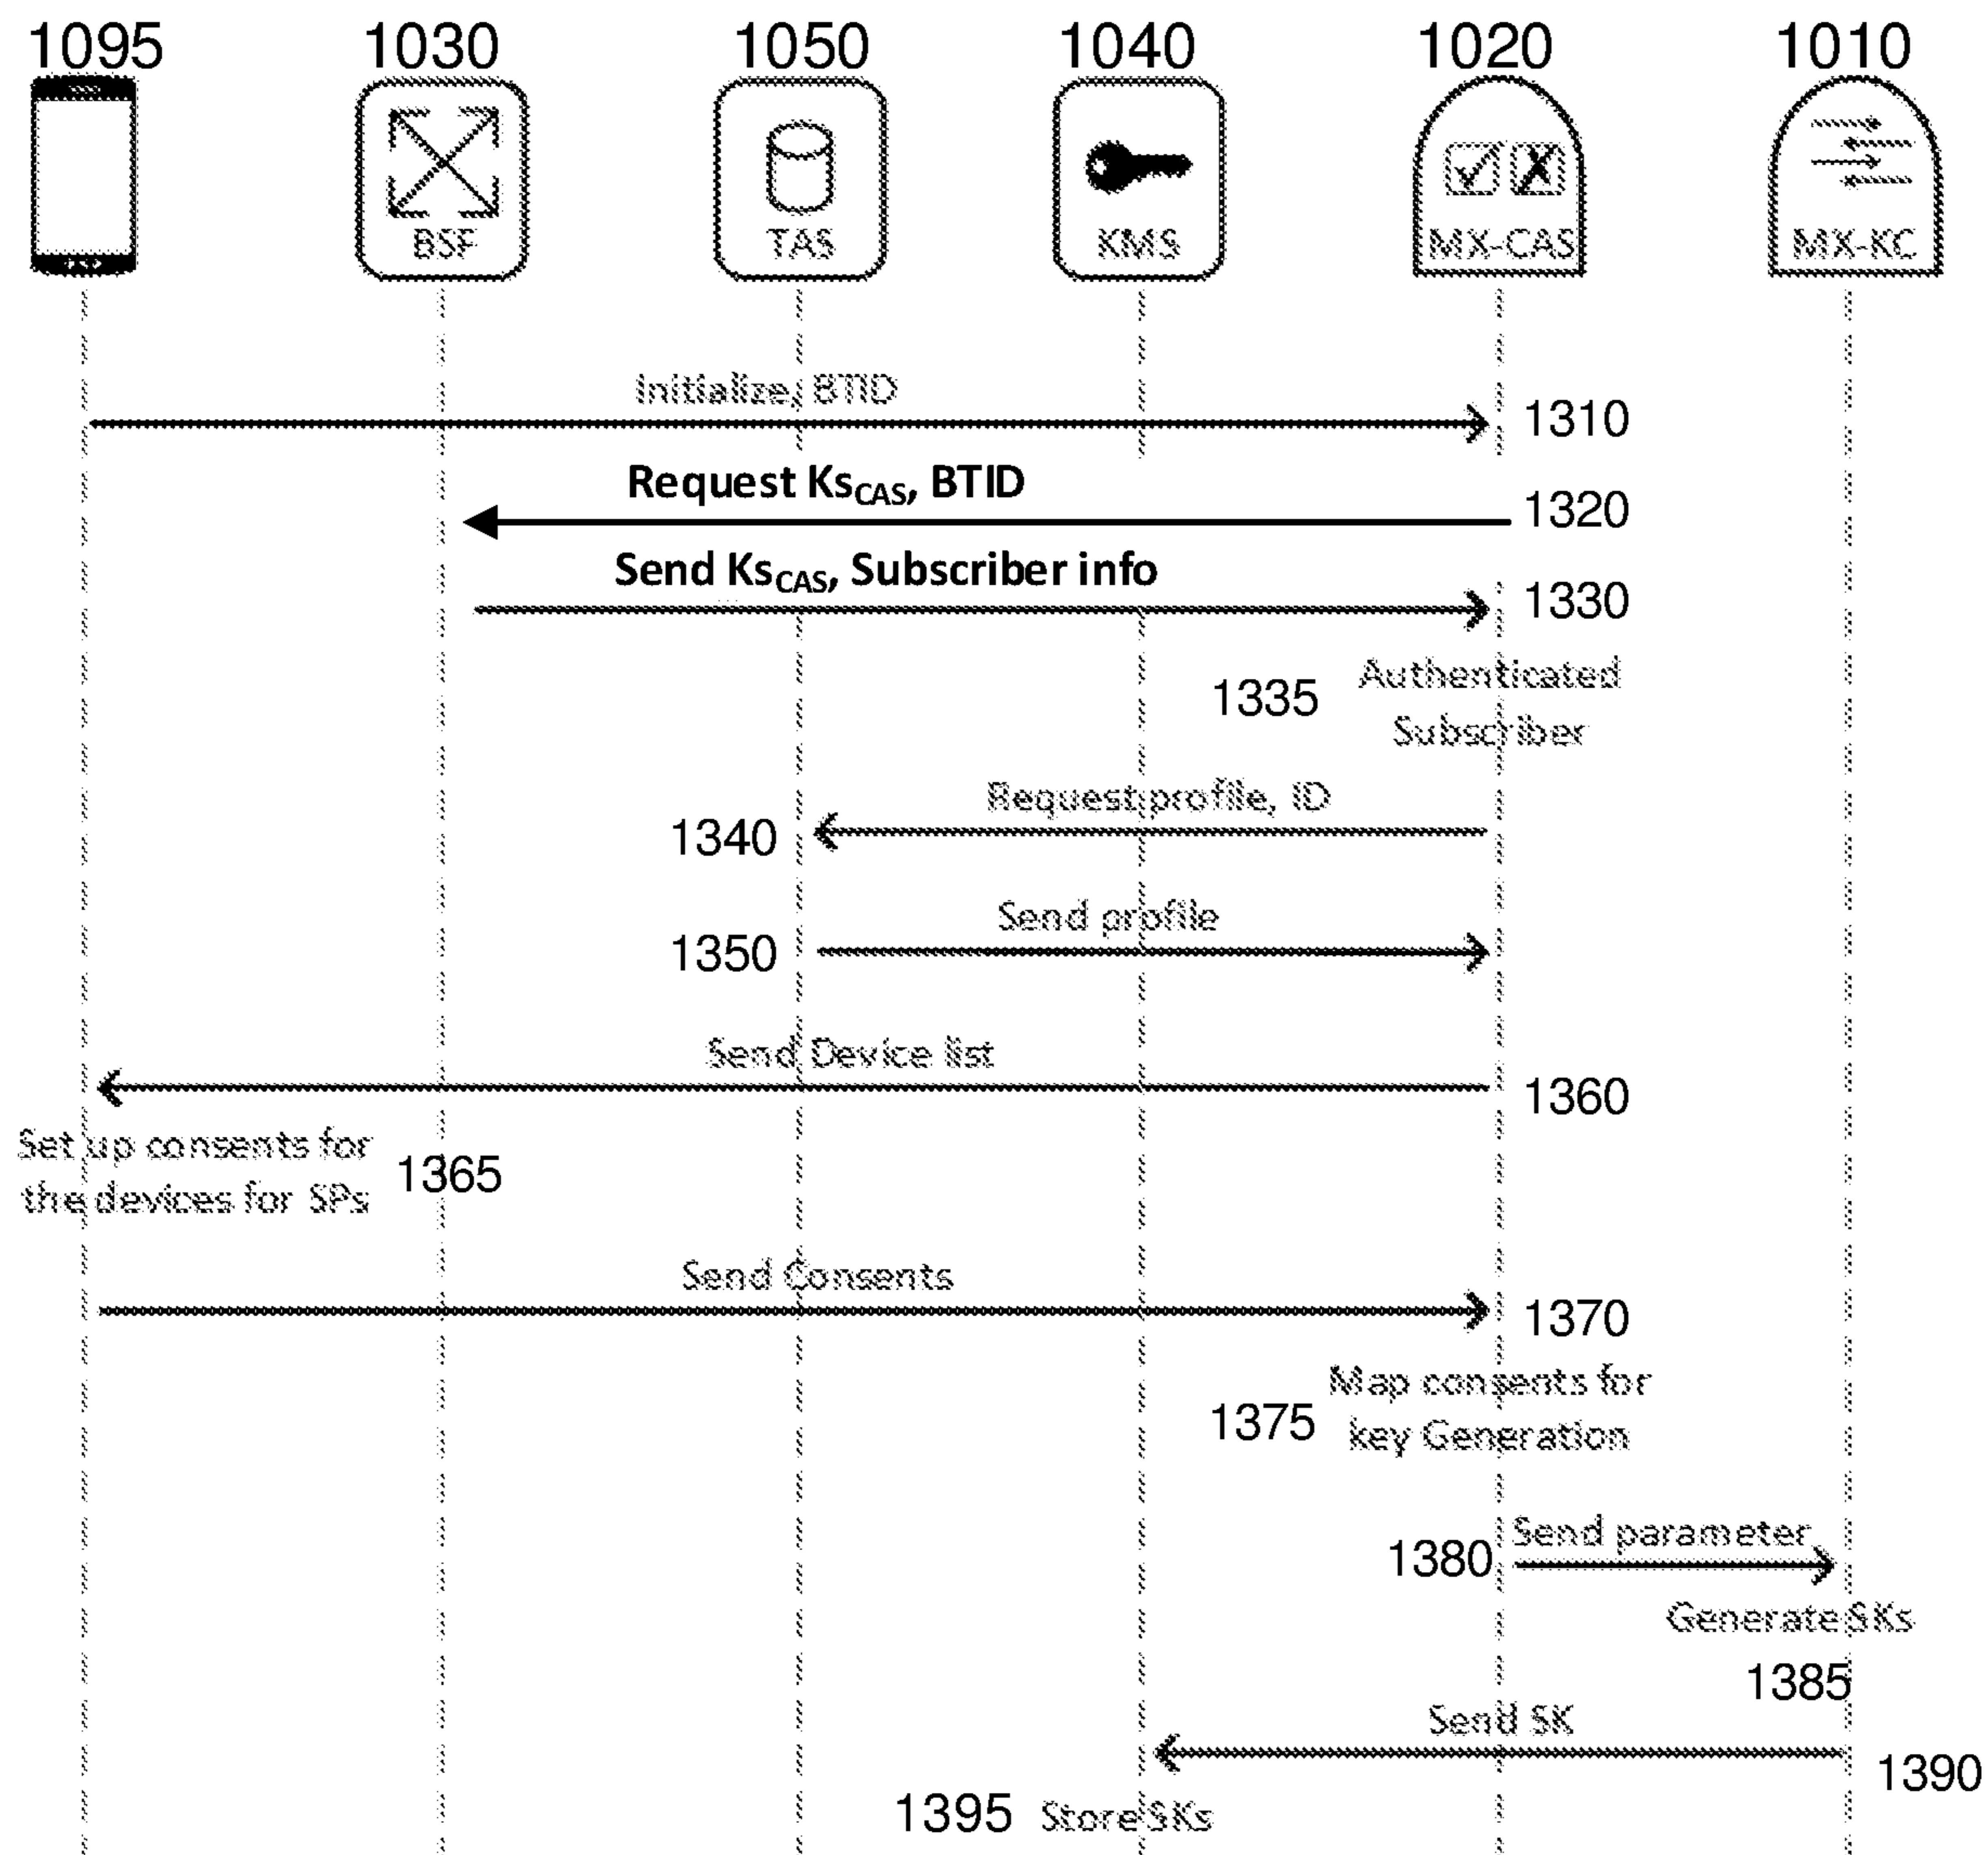 1095 1030 1050 1040 1020 1010
BSF TAS KMS MX-CAS MX-KC
Initialize, BTID
1310
Request KsCAS, BTID
1320
Send KsCAS, Subscriber info
1330
1335
Authenticated
Subscriber
Request profile, ID
1340
Send profile
1350
Send Device list
1360
Set up consents for
the devices for SPs
1365
Send Consents
1370
Map consents for
key Generation
1375
Send parameter
1380
Generate SKs
1385
Send SK
1390
1395 Store SKs